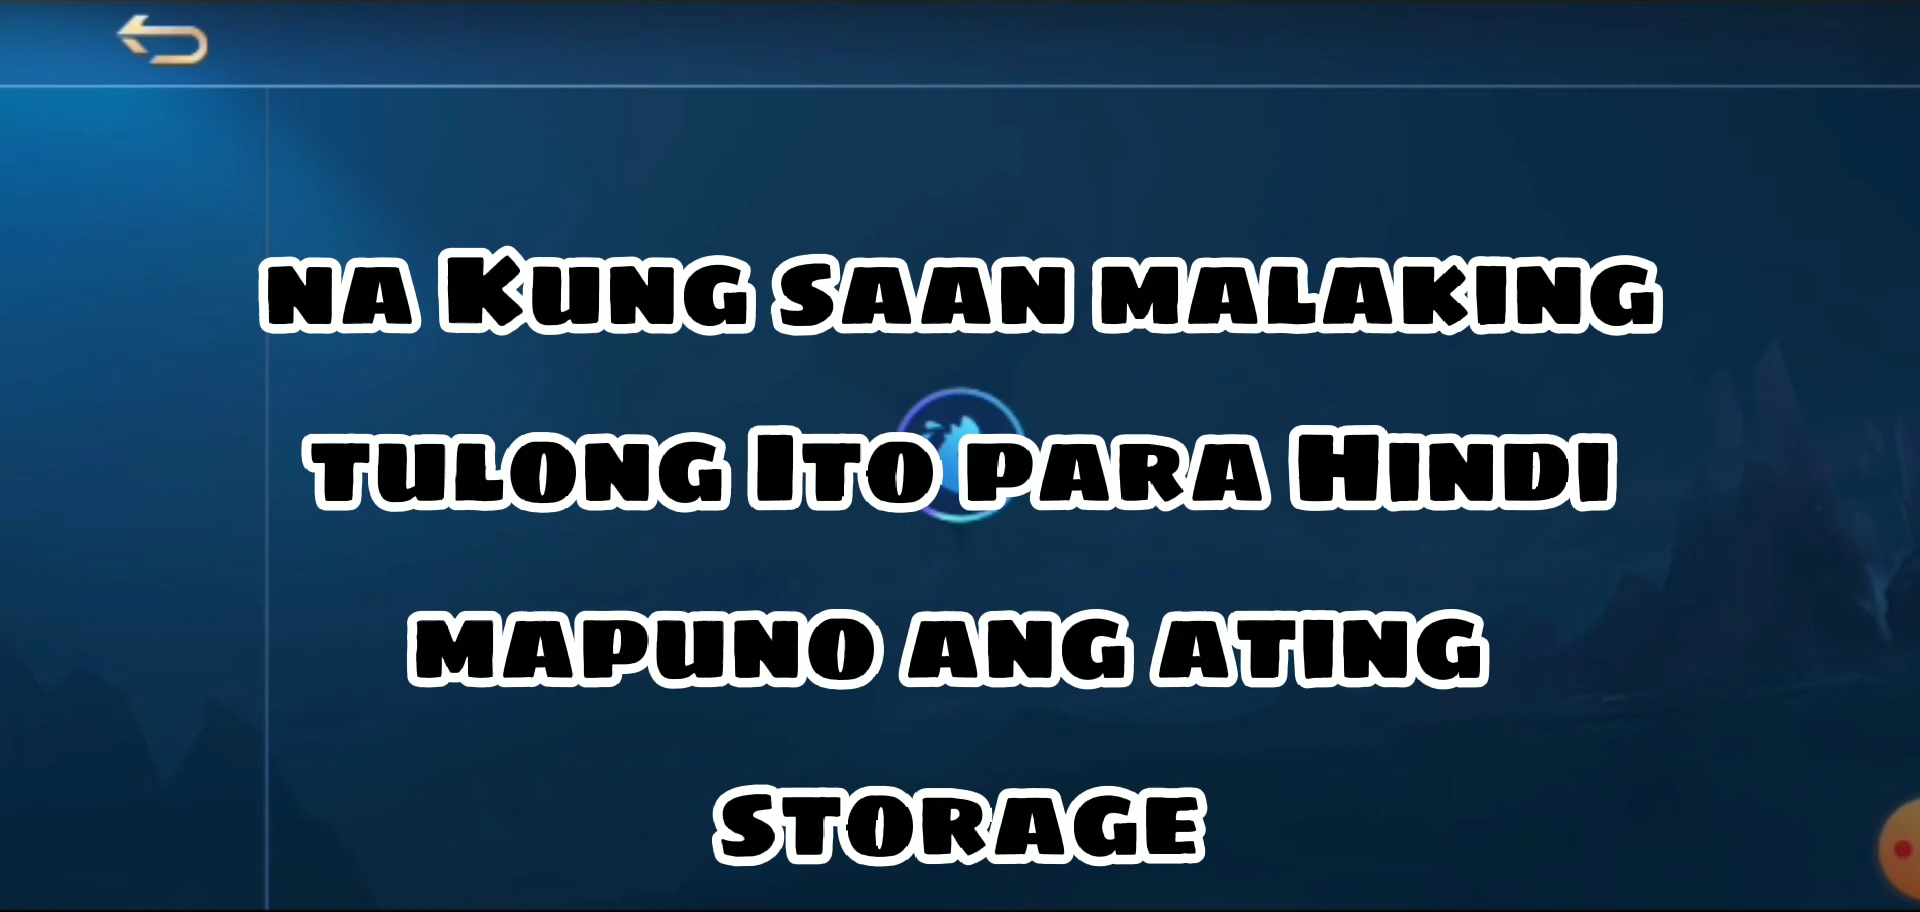 na Kung saan malaking
tulong Ito para Hindi
mapuno ang ating
storage